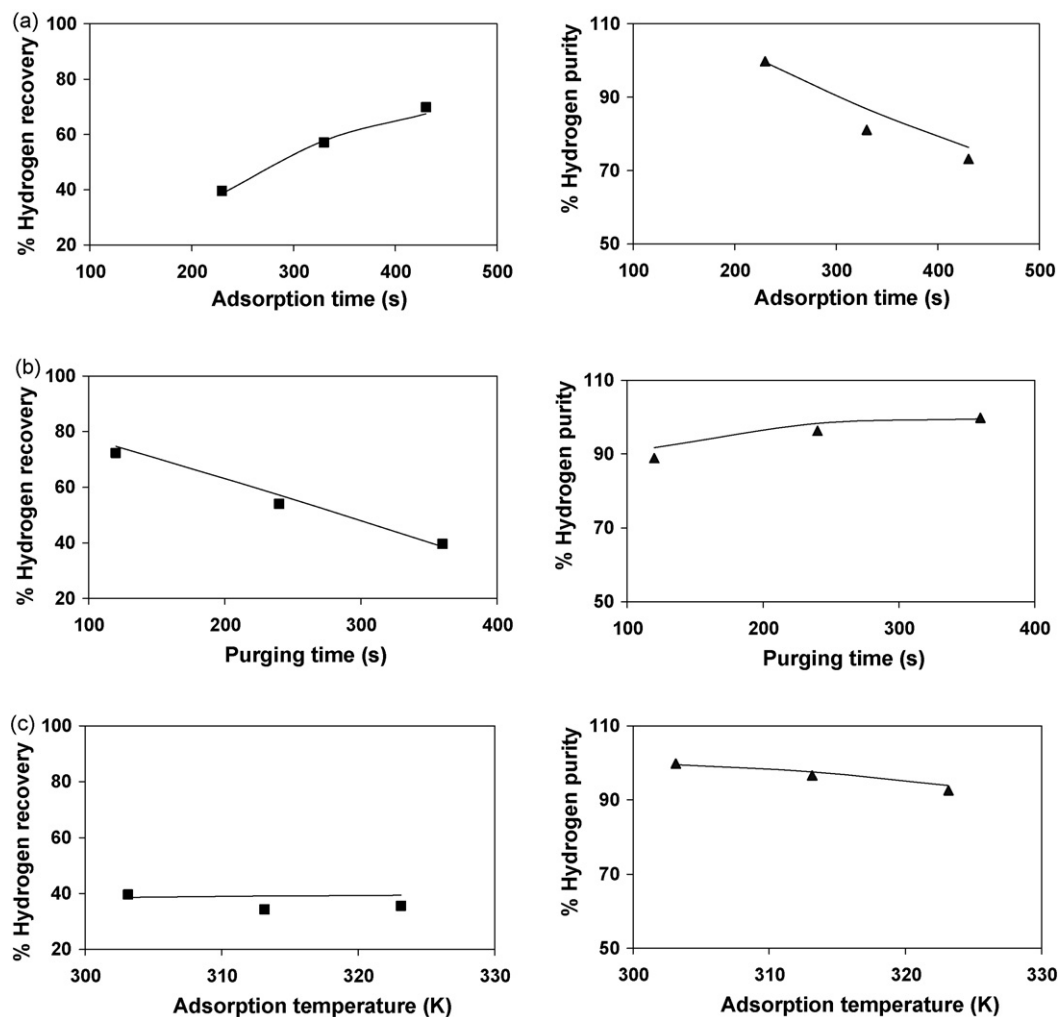 (a)
% Hydrogen recovery
100
80
60
40
20
100 200 300 400 500
Adsorption time (s)
% Hydrogen purity
110
90
70
50
100 200 300 400 500
Adsorption time (s)
(b)
% Hydrogen recovery
100
80
60
40
20
100 200 300 400
Purging time (s)
% Hydrogen purity
110
90
70
50
100 200 300 400
Purging time (s)
(c)
% Hydrogen recovery
100
80
60
40
20
300 310 320 330
Adsorption temperature (K)
% Hydrogen purity
110
90
70
50
300 310 320 330
Adsorption temperature (K)